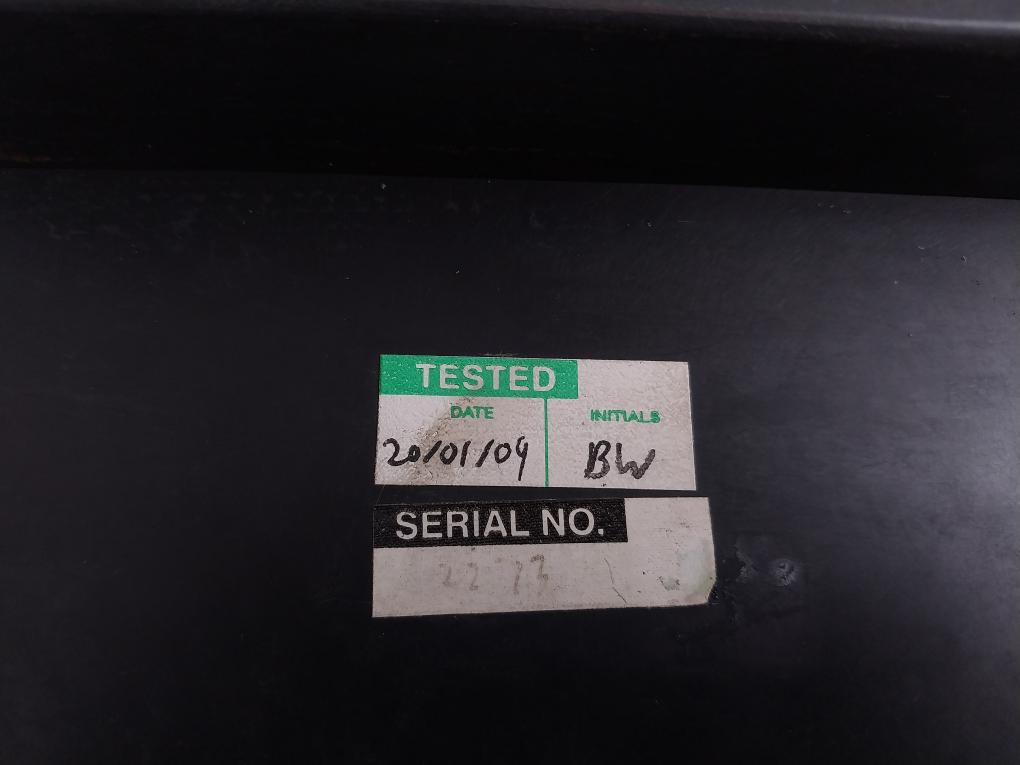 TESTED
DATE INITIALS
20/01/09 BW
SERIAL NO.